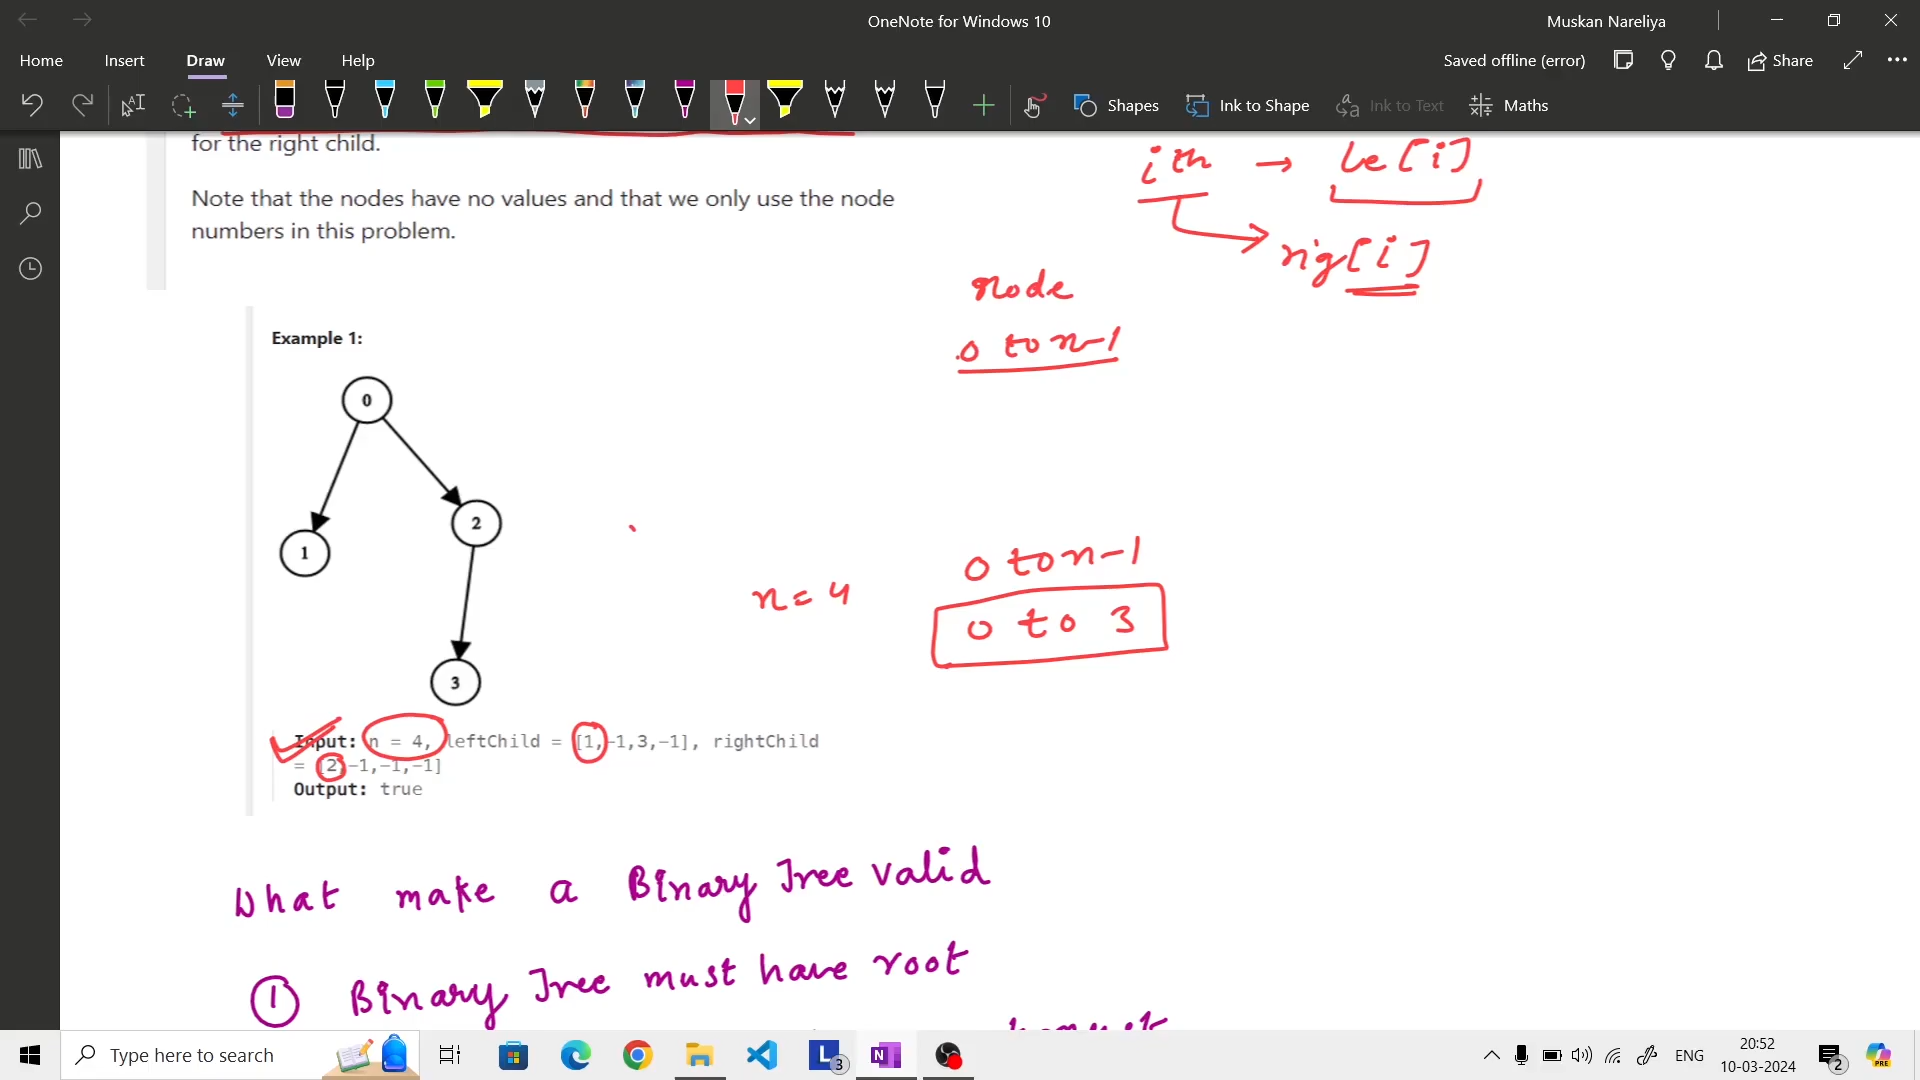 OneNote for Windows 10
Muskan Nareliya
Home Insert Draw View Help
Saved offline (error) Share
Shapes Ink to Shape Ink to Text Maths
for the right child.
ith → le[i]
Note that the nodes have no values and that we only use the node
numbers in this problem.
rig[i]
node
0 to n-1
Example 1:
0
1
2
3
0 to n-1
n = 4
0 to 3
Input: n = 4, leftChild = [1,-1,3,-1], rightChild
= [2,-1,-1,-1]
Output: true
What make a Binary Tree valid
1 Binary Tree must have root
Type here to search
3
N
ENG
20:52
10-03-2024
2
PRE